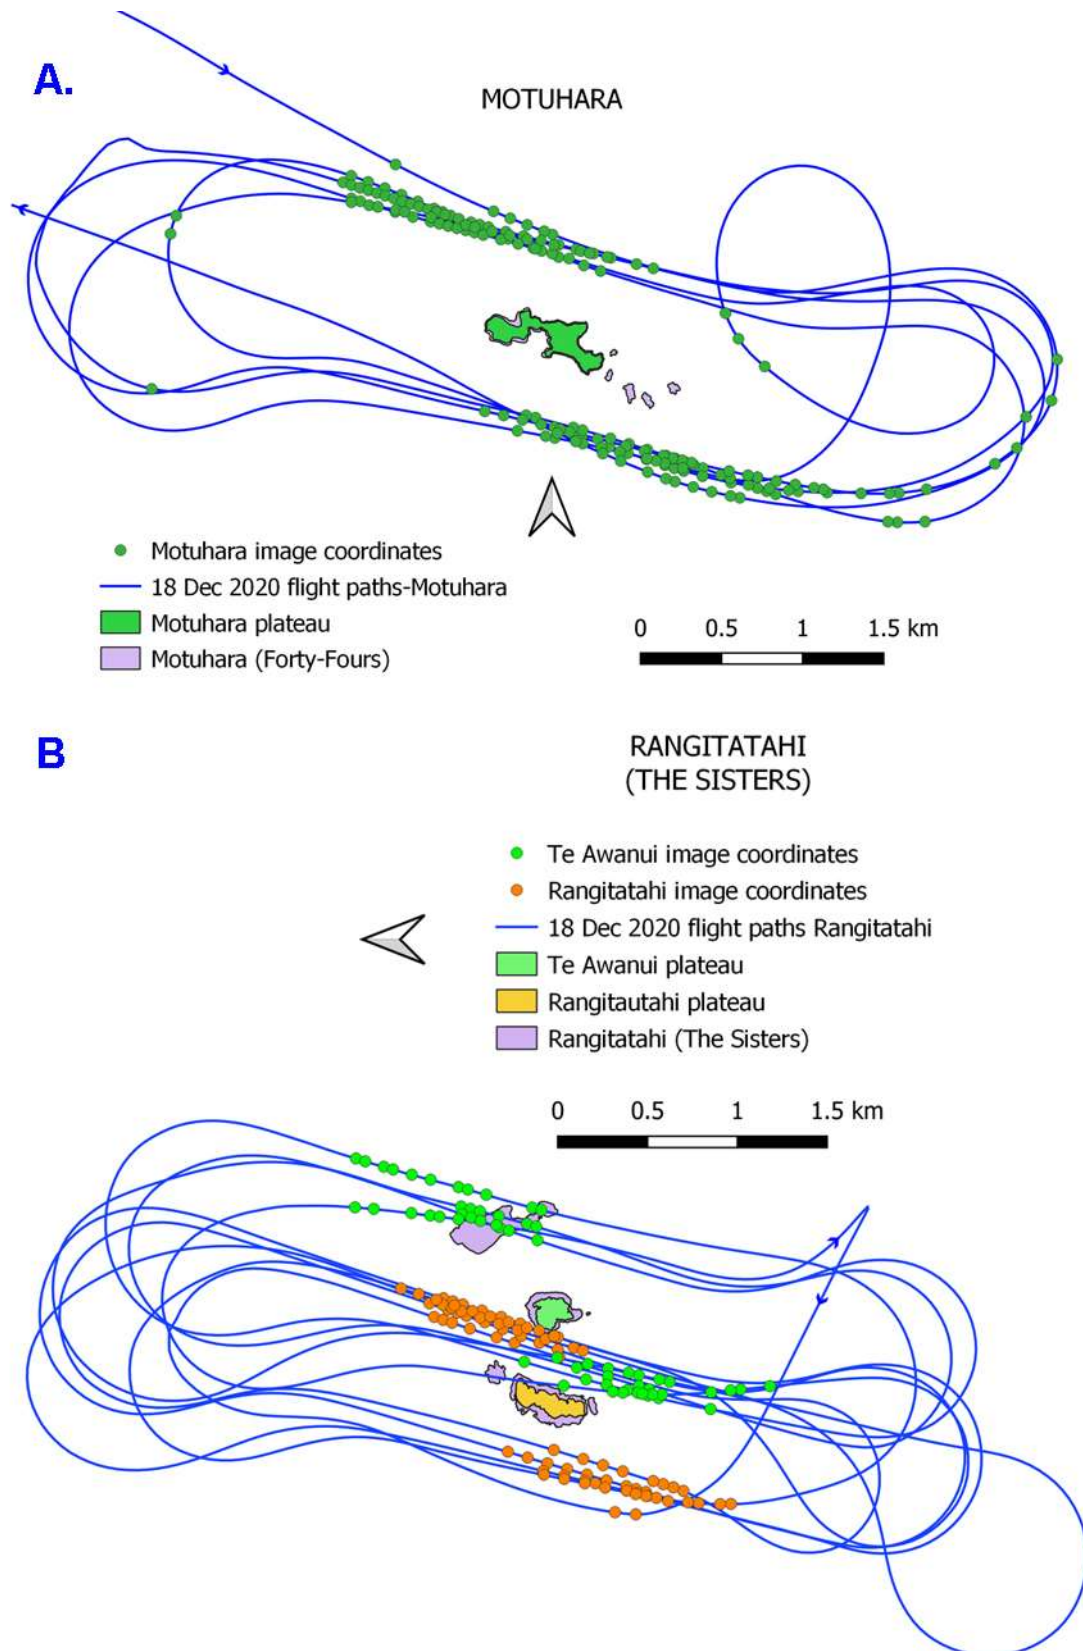 A.
MOTUHARA
Motuhara image coordinates
18 Dec 2020 flight paths-Motuhara
Motuhara plateau
Motuhara (Forty-Fours)
0 0.5 1 1.5 km
B
RANGITATAHI
(THE SISTERS)
Te Awanui image coordinates
Rangitatahi image coordinates
18 Dec 2020 flight paths Rangitatahi
Te Awanui plateau
Rangitautahi plateau
Rangitatahi (The Sisters)
0 0.5 1 1.5 km